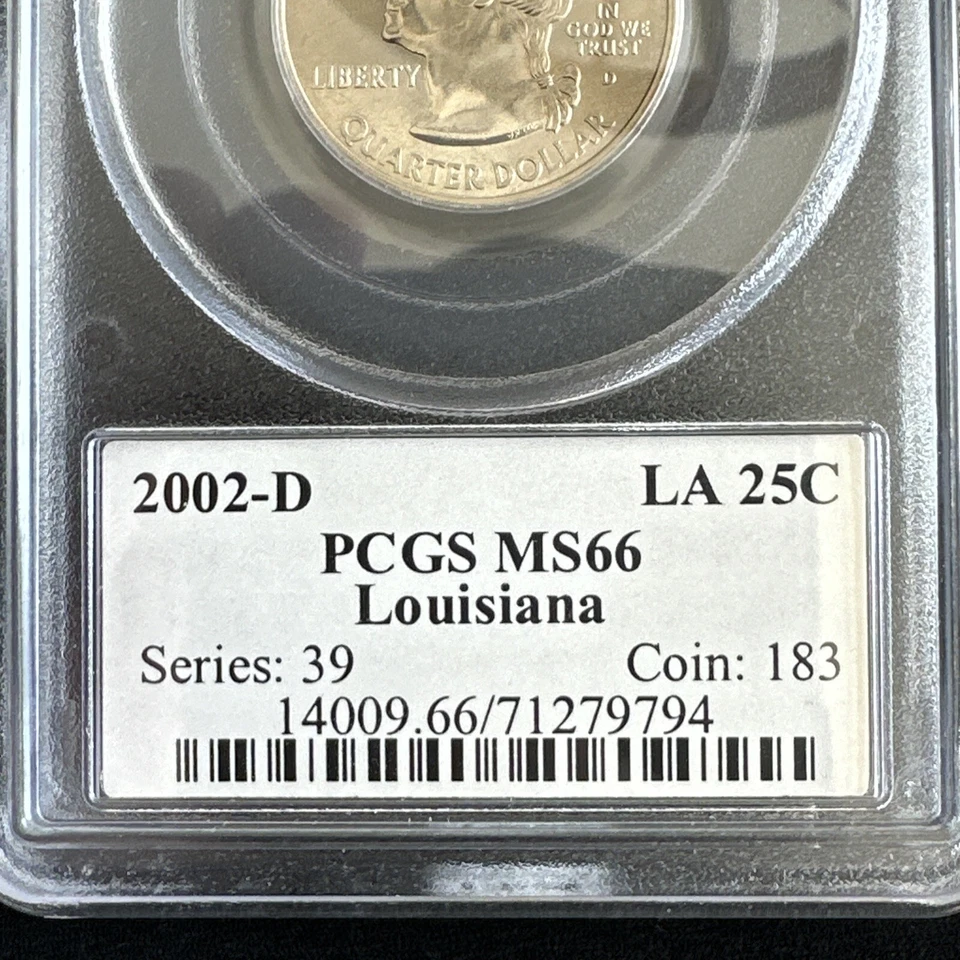 IN
GOD WE
TRUST
LIBERTY
D
QUARTER DOLLAR
2002-D LA 25C
PCGS MS66
Louisiana
Series: 39 Coin: 183
14009.66/71279794